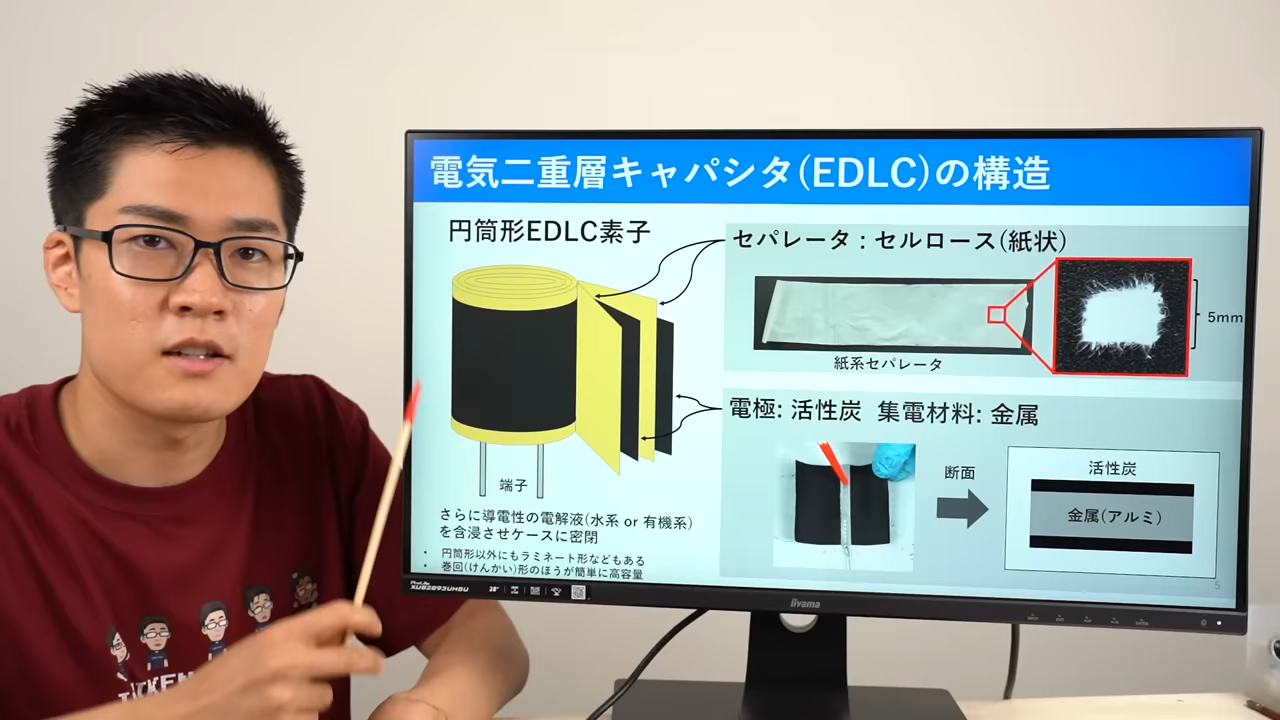 電気二重層キャパシタ(EDLC)の構造
円筒形EDLC素子
端子
さらに導電性の電解液(水系 or 有機系)
を含浸させケースに密閉
• 円筒形以外にもラミネート形などもある
• 巻回(けんかい)形のほうが簡単に高容量
セパレータ：セルロース(紙状)
5mm
紙系セパレータ
電極: 活性炭 集電材料: 金属
断面
活性炭
金属(アルミ)
5
ProLite
XUB2893UHSU
28"
iiyama